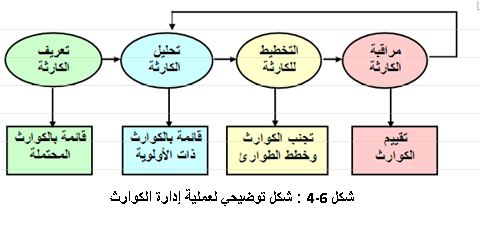 تعريف
الكارثة
تحليل
الكارثة
التخطيط
للكارثة
مراقبة
الكارثة
قائمة بالكوارث
المحتملة
قائمة بالكوارث
ذات الأولوية
تجنب الكوارث
وخطط الطوارئ
تقييم
الكوارث
شكل 6-4 : شكل توضيحي لعملية إدارة الكوارث